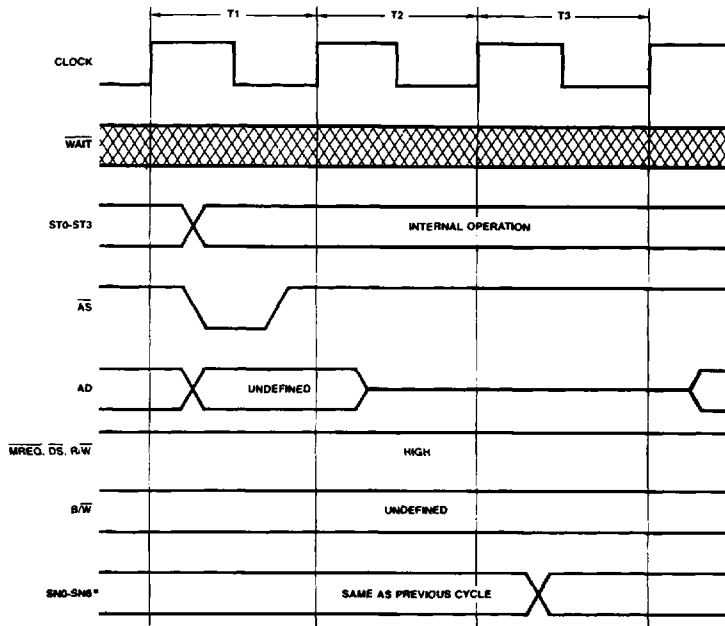 T1 T2 T3
CLOCK
WAIT
ST0-ST3 INTERNAL OPERATION
AS
AD UNDEFINED
MREQ, DS, R/W HIGH
B/W UNDEFINED
SN0-SN6* SAME AS PREVIOUS CYCLE